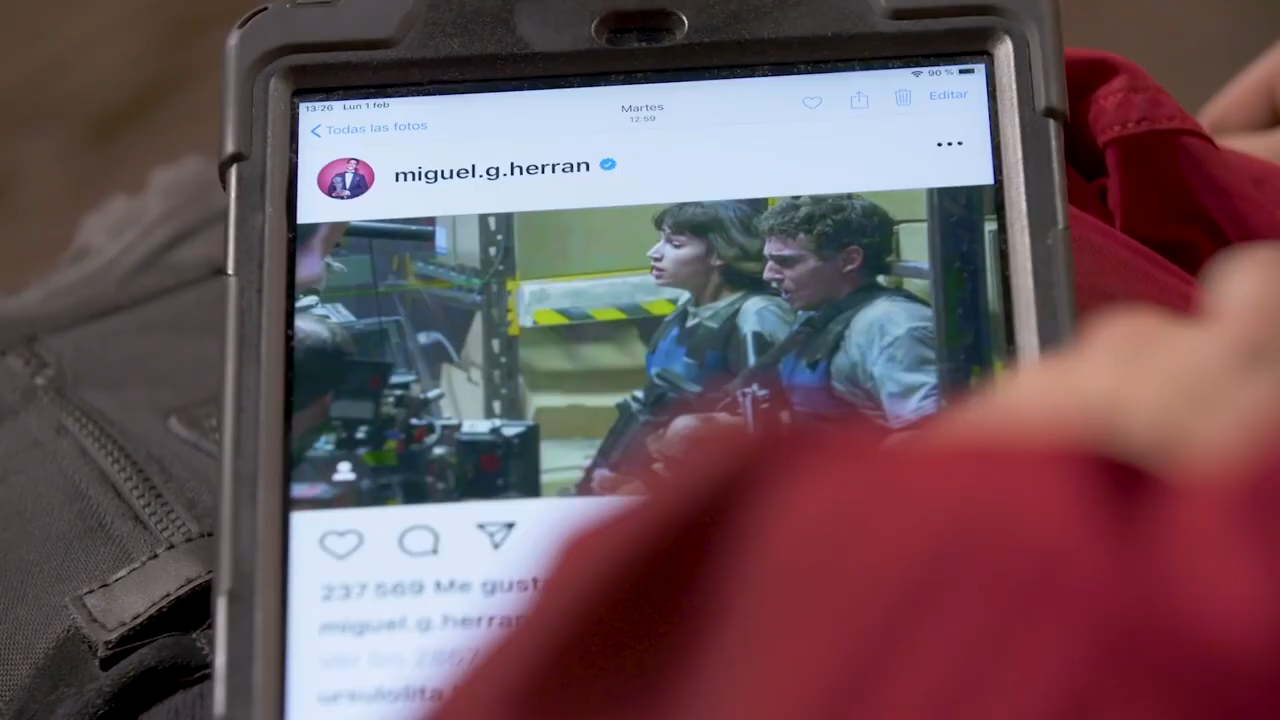 13:26 Lun 1 feb
90 %
Todas las fotos
Martes
12:59
Editar
miguel.g.herran
237 569 Me gust
miguel.g.herran
ursulolita